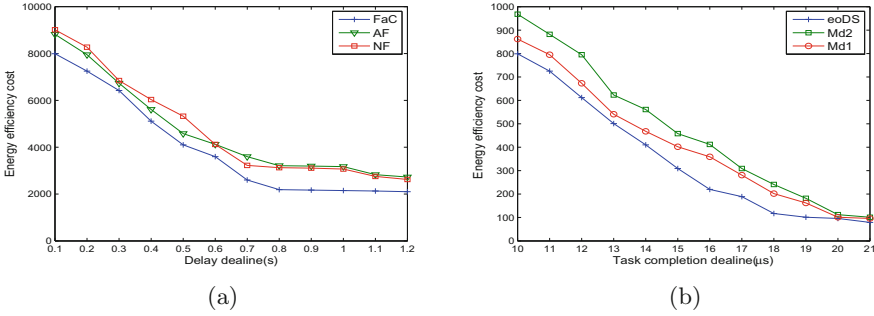 10000
8000
6000
4000
2000
0
Energy efficiency cost
0.1 0.2 0.3 0.4 0.5 0.6 0.7 0.8 0.9 1 1.1 1.2
Delay dealine(s)
FaC
AF
NF
(a)
1000
900
800
700
600
500
400
300
200
100
0
Energy efficiency cost
10 11 12 13 14 15 16 17 18 19 20 21
Task completion dealine(μs)
eoDS
Md2
Md1
(b)